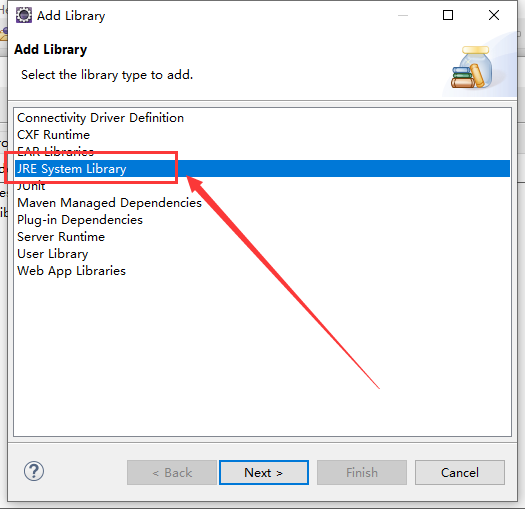 Add Library
Add Library
Select the library type to add.
Connectivity Driver Definition
CXF Runtime
EAR Libraries
JRE System Library
JUnit
Maven Managed Dependencies
Plug-in Dependencies
Server Runtime
User Library
Web App Libraries
?
< Back
Next >
Finish
Cancel